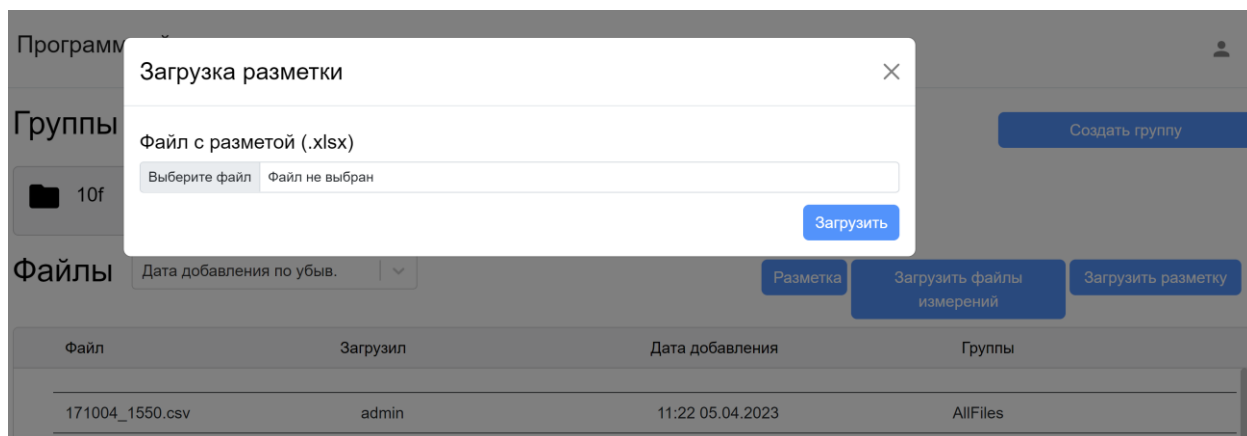 Загрузка разметки
Группы
Создать группу
Файл с разметой (.xlsx)
Выберите файл Файл не выбран
10f
Загрузить
Файлы Дата добавления по убыв.
Разметка
Загрузить файлы
измерений
Загрузить разметку
Файл Загрузил Дата добавления Группы
171004_1550.csv admin 11:22 05.04.2023 AllFiles